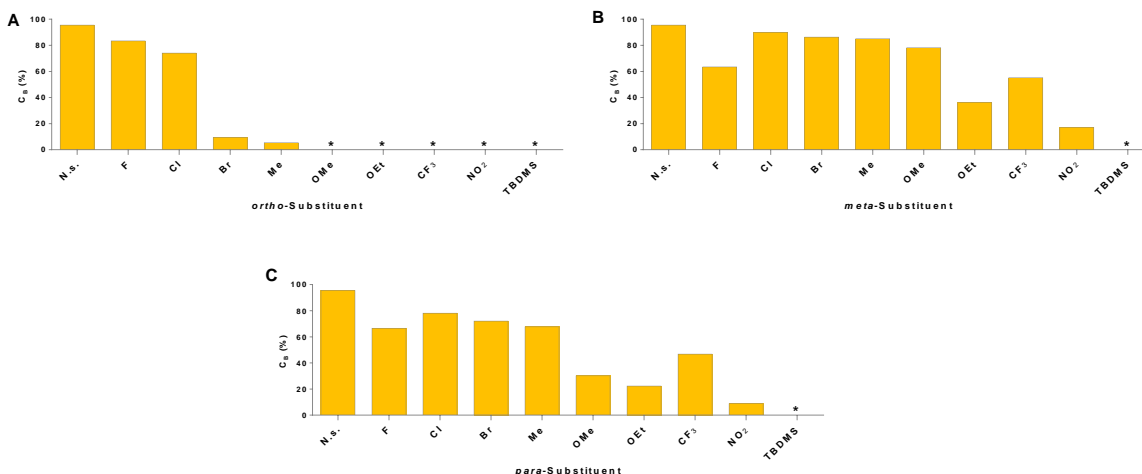 A
100
80
60
40
20
0
C B (%)
* * * * *
N.s. F Cl Br Me OMe OEt CF₃ NO₂ TBDMS
ortho-Substituent
B
100
80
60
40
20
0
C B (%)
*
N.s. F Cl Br Me OMe OEt CF₃ NO₂ TBDMS
meta-Substituent
C
100
80
60
40
20
0
C B (%)
*
N.s. F Cl Br Me OMe OEt CF₃ NO₂ TBDMS
para-Substituent